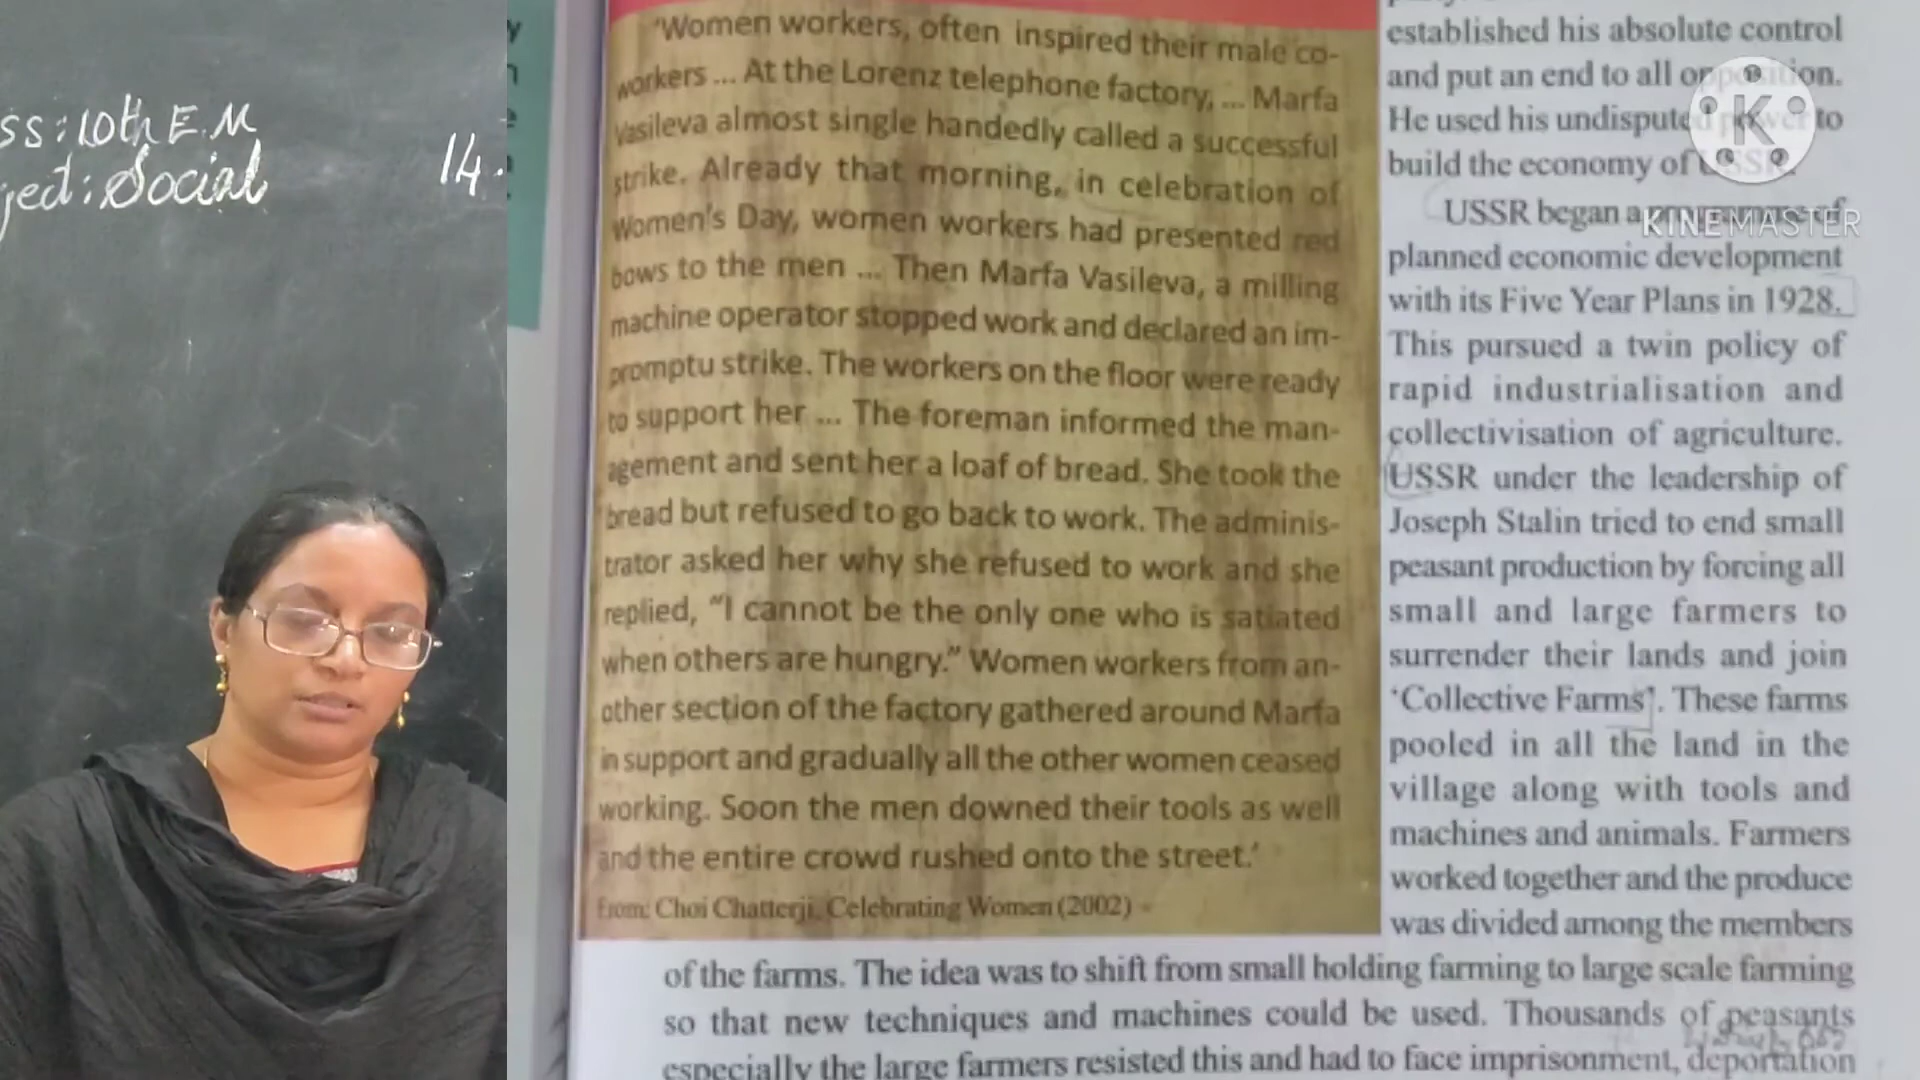 ss: 10th E.M
ject: Social
14.
y
'Women workers, often inspired their male co-
workers ... At the Lorenz telephone factory, ... Marfa
Vasileva almost single handedly called a successful
strike. Already that morning, in celebration of
Women's Day, women workers had presented red
bows to the men ... Then Marfa Vasileva, a milling
machine operator stopped work and declared an im-
promptu strike. The workers on the floor were ready
to support her ... The foreman informed the man-
agement and sent her a loaf of bread. She took the
bread but refused to go back to work. The adminis-
trator asked her why she refused to work and she
replied, "I cannot be the only one who is satiated
when others are hungry." Women workers from an-
other section of the factory gathered around Marfa
in support and gradually all the other women ceased
working. Soon the men downed their tools as well
and the entire crowd rushed onto the street.'
From: Choi Chatterji, Celebrating Women (2002)
established his absolute control
and put an end to all opposition.
He used his undisputed power to
build the economy of USSR.
USSR began a programme of
planned economic development
with its Five Year Plans in 1928.
This pursued a twin policy of
rapid industrialisation and
collectivisation of agriculture.
USSR under the leadership of
Joseph Stalin tried to end small
peasant production by forcing all
small and large farmers to
surrender their lands and join
'Collective Farms'. These farms
pooled in all the land in the
village along with tools and
machines and animals. Farmers
worked together and the produce
was divided among the members
of the farms. The idea was to shift from small holding farming to large scale farming
so that new techniques and machines could be used. Thousands of peasants
especially the large farmers resisted this and had to face imprisonment, deportation
K
KINEMASTER